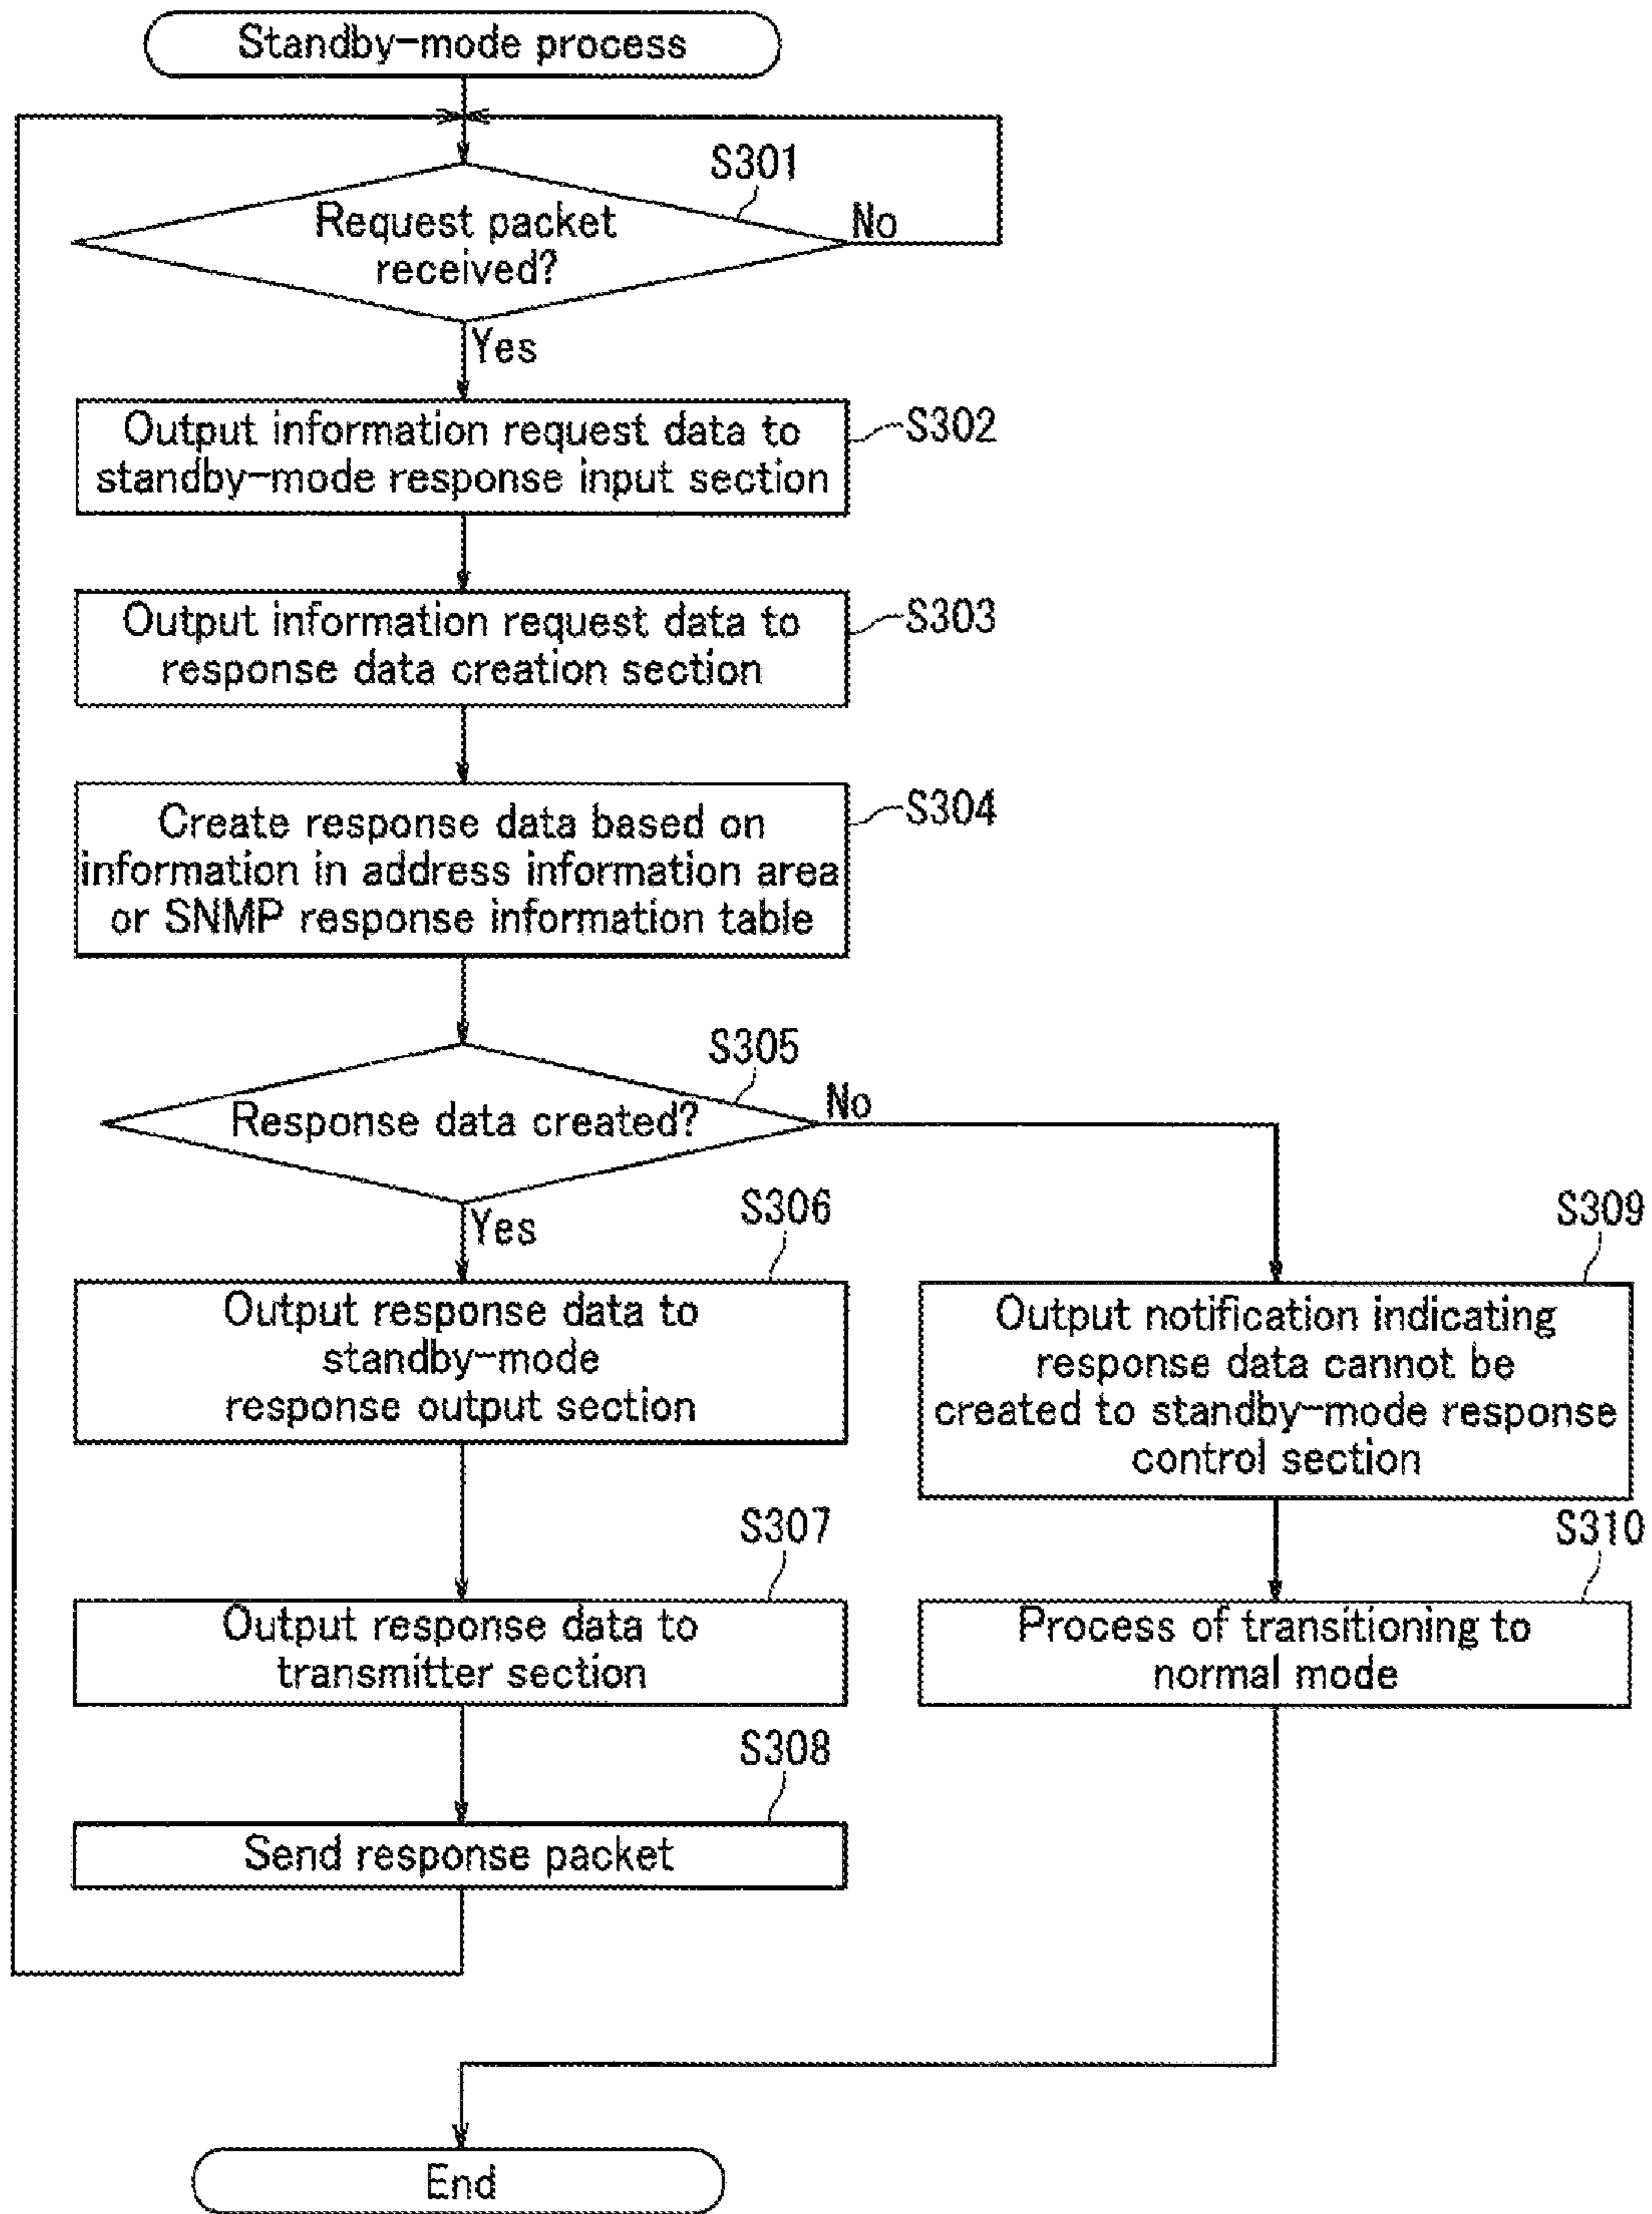 Standby-mode process
S301
Request packet
received?
No
Yes
Output information request data to
standby-mode response input section
S302
Output information request data to
response data creation section
S303
Create response data based on
information in address information area
or SNMP response information table
S304
S305
Response data created?
No
Yes
S306
Output response data to
standby-mode
response output section
S309
Output notification indicating
response data cannot be
created to standby-mode response
control section
S307
Output response data to
transmitter section
S310
Process of transitioning to
normal mode
S308
Send response packet
End